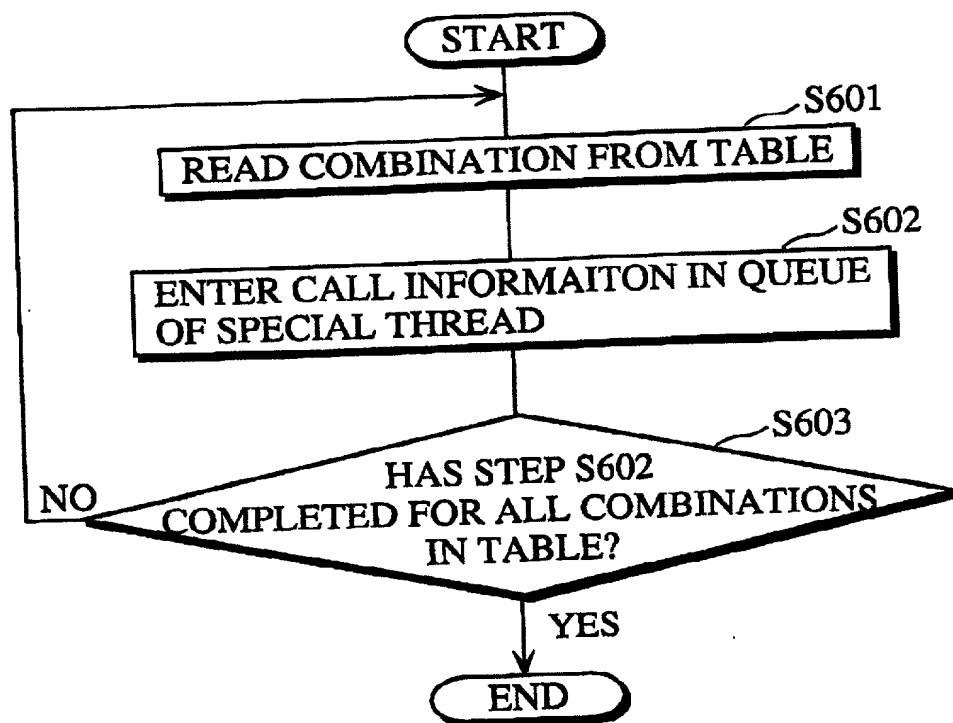 START
S601
READ COMBINATION FROM TABLE
S602
ENTER CALL INFORMAITON IN QUEUE
OF SPECIAL THREAD
S603
HAS STEP S602
COMPLETED FOR ALL COMBINATIONS
IN TABLE?
NO
YES
END